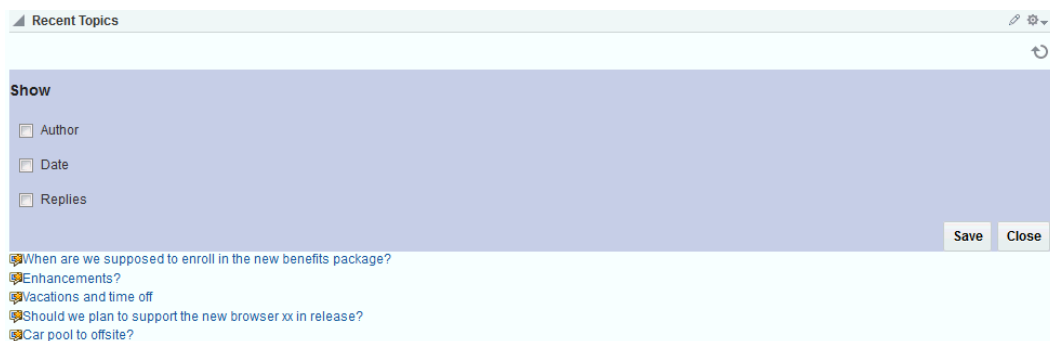 Recent Topics
Show
Author
Date
Replies
Save Close
When are we supposed to enroll in the new benefits package?
Enhancements?
Vacations and time off
Should we plan to support the new browser xx in release?
Car pool to offsite?